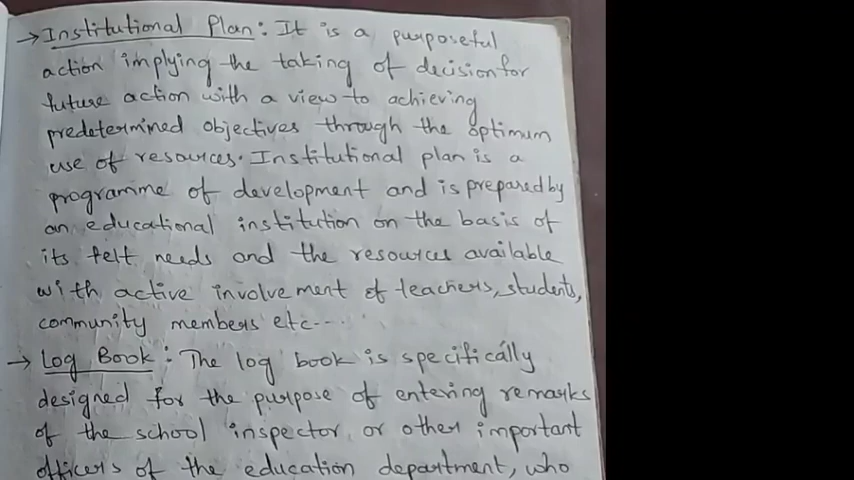 → Institutional Plan: It is a purposeful
action implying the taking of decision for
future action with a view to achieving
predetermined objectives through the optimum
use of resources. Institutional plan is a
programme of development and is prepared by
an educational institution on the basis of
its felt needs and the resources available
with active involvement of teachers, students,
community members etc---
→ Log Book: The log book is specifically
designed for the purpose of entering remarks
of the school inspector or other important
officers of the education department, who